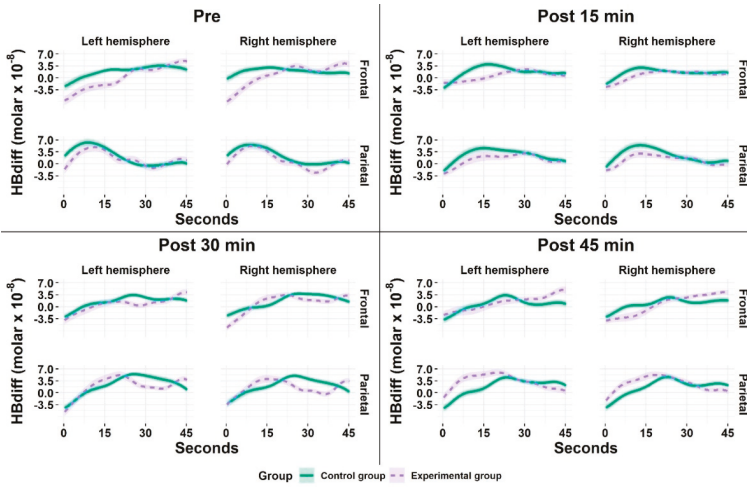 Pre
Left hemisphere Right hemisphere
HBdiff (molar x 10⁻⁸)
7.0
3.5
0.0
-3.5
Frontal
7.0
3.5
0.0
-3.5
Parietal
0 15 30 45 0 15 30 45
Seconds
Post 15 min
Left hemisphere Right hemisphere
HBdiff (molar x 10⁻⁸)
7.0
3.5
0.0
-3.5
Frontal
7.0
3.5
0.0
-3.5
Parietal
0 15 30 45 0 15 30 45
Seconds
Post 30 min
Left hemisphere Right hemisphere
HBdiff (molar x 10⁻⁸)
7.0
3.5
0.0
-3.5
Frontal
7.0
3.5
0.0
-3.5
Parietal
0 15 30 45 0 15 30 45
Seconds
Post 45 min
Left hemisphere Right hemisphere
HBdiff (molar x 10⁻⁸)
7.0
3.5
0.0
-3.5
Frontal
7.0
3.5
0.0
-3.5
Parietal
0 15 30 45 0 15 30 45
Seconds
Group Control group Experimental group